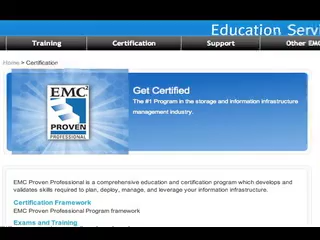 Education Servi
Training
Certification
Support
Other EMC
Home > Certification
EMC2
PROVEN
PROFESSIONAL
Get Certified
The #1 Program in the storage and information infrastructure
management industry.
EMC Proven Professional is a comprehensive education and certification program which develops and
validates skills required to plan, deploy, manage, and leverage your information infrastructure.
Certification Framework
EMC Proven Professional Program framework
Exams and Training